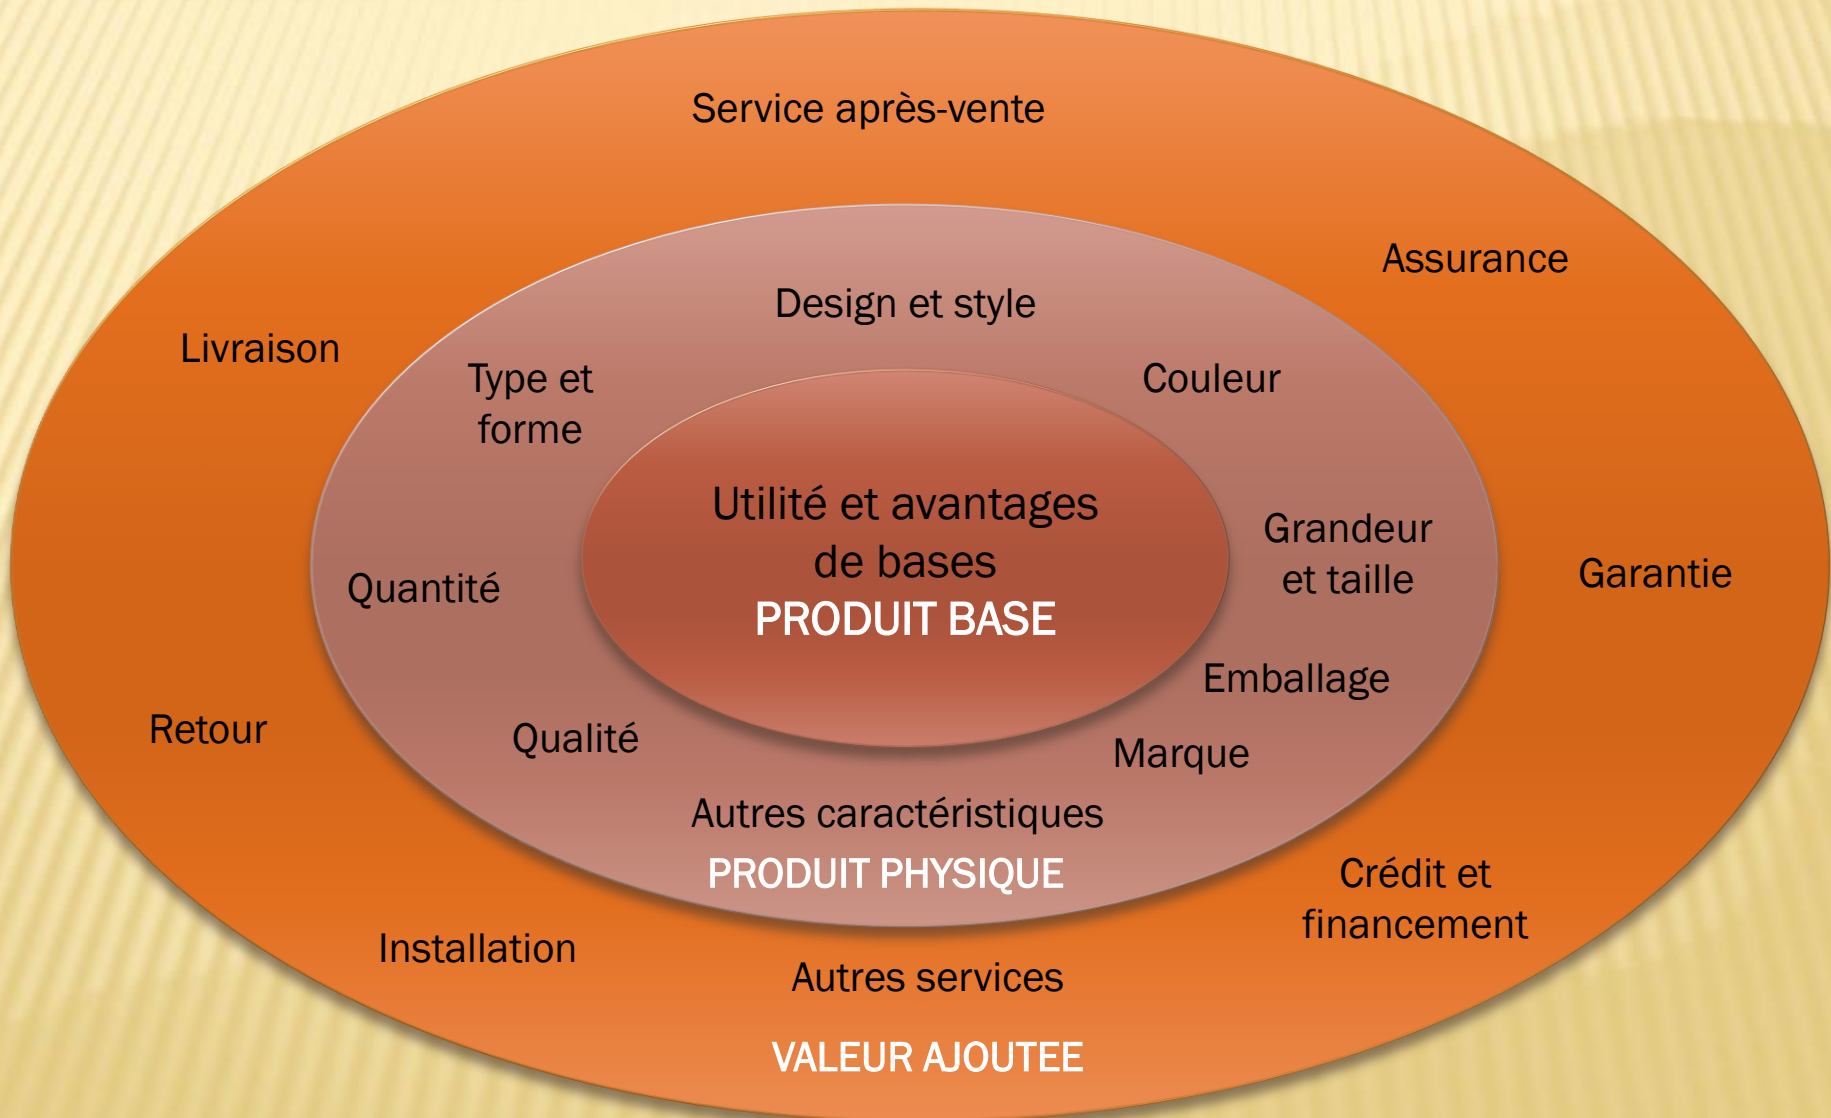 Service après-vente
Assurance
Design et style
Livraison
Type et
forme
Couleur
Utilité et avantages
de bases
PRODUIT BASE
Grandeur
et taille
Garantie
Quantité
Emballage
Retour
Qualité
Marque
Autres caractéristiques
PRODUIT PHYSIQUE
Crédit et
financement
Installation
Autres services
VALEUR AJOUTEE